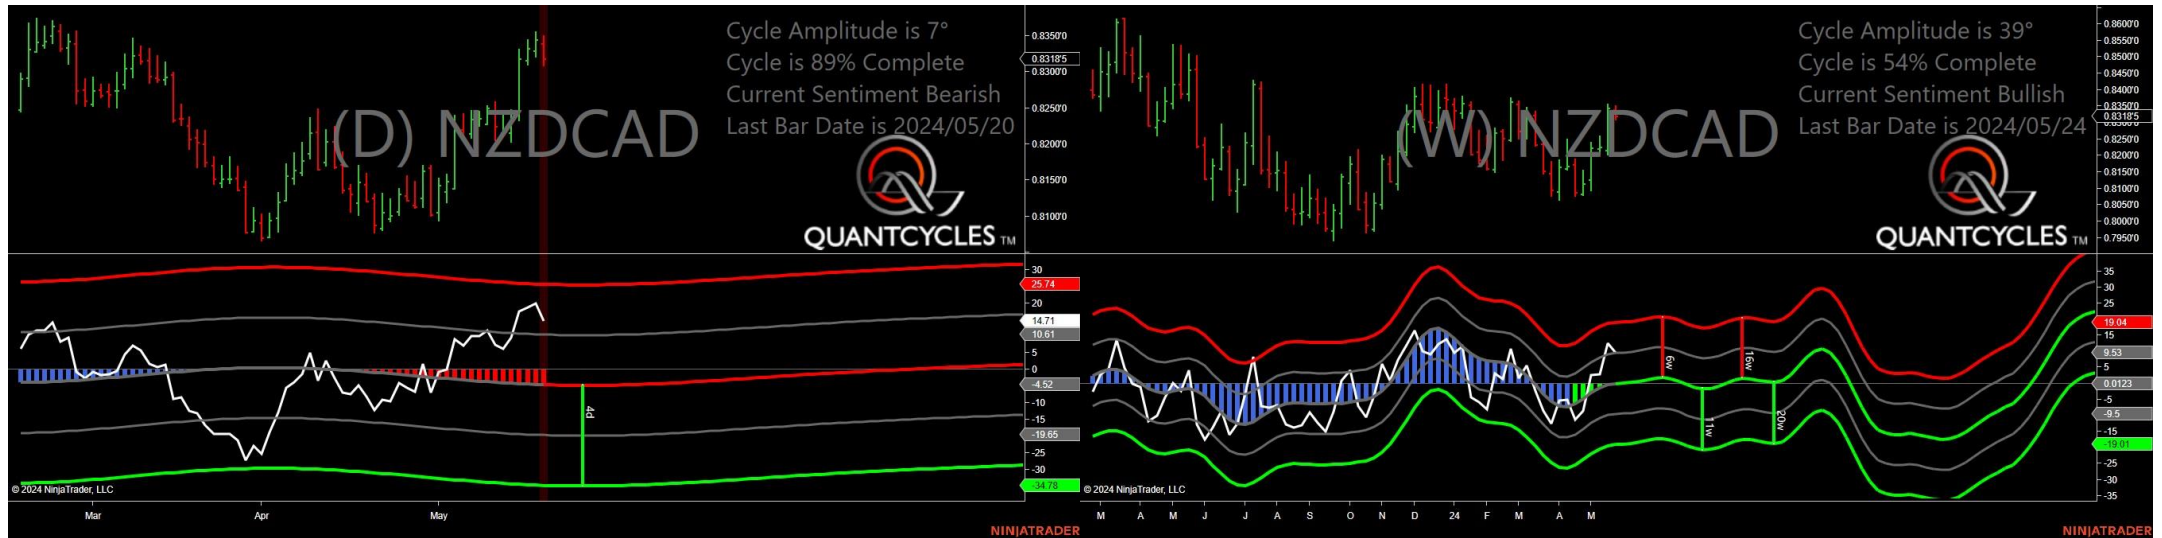 Cycle Amplitude is 7°
Cycle is 89% Complete
Current Sentiment Bearish
Last Bar Date is 2024/05/20
(D) NZDCAD
QUANTCYCLES TM
0.8350'0
0.8318'5
0.8300'0
0.8250'0
0.8200'0
0.8150'0
0.8100'0
30
25.74
20
14.71
10.61
5
0
-4.52
-10
-15
-19.65
-25
-30
-34.78
4d
© 2024 NinjaTrader, LLC
Mar
Apr
May
NINJATRADER
Cycle Amplitude is 39°
Cycle is 54% Complete
Current Sentiment Bullish
Last Bar Date is 2024/05/24
(W) NZDCAD
QUANTCYCLES TM
0.8600'0
0.8550'0
0.8500'0
0.8450'0
0.8400'0
0.8350'0
0.8318'5
0.8250'0
0.8200'0
0.8150'0
0.8100'0
0.8050'0
0.8000'0
0.7950'0
35
30
25
19.04
15
9.53
5
0.0123
-5
-9.5
-15
-19.01
-25
-30
-35
6w
11w
16w
20w
© 2024 NinjaTrader, LLC
M
A
M
J
J
A
S
O
N
D
24
F
M
A
M
NINJATRADER